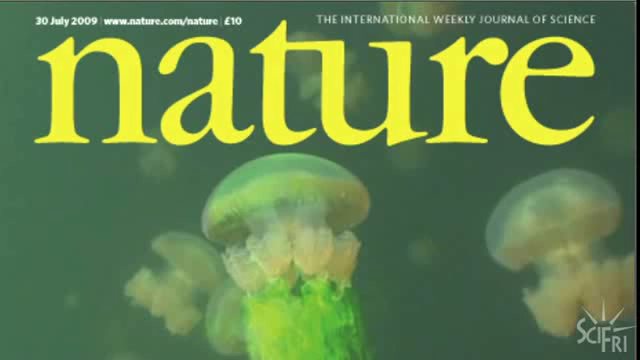 30 July 2009 | www.nature.com/nature | £10
THE INTERNATIONAL WEEKLY JOURNAL OF SCIENCE
nature
SCIFRI